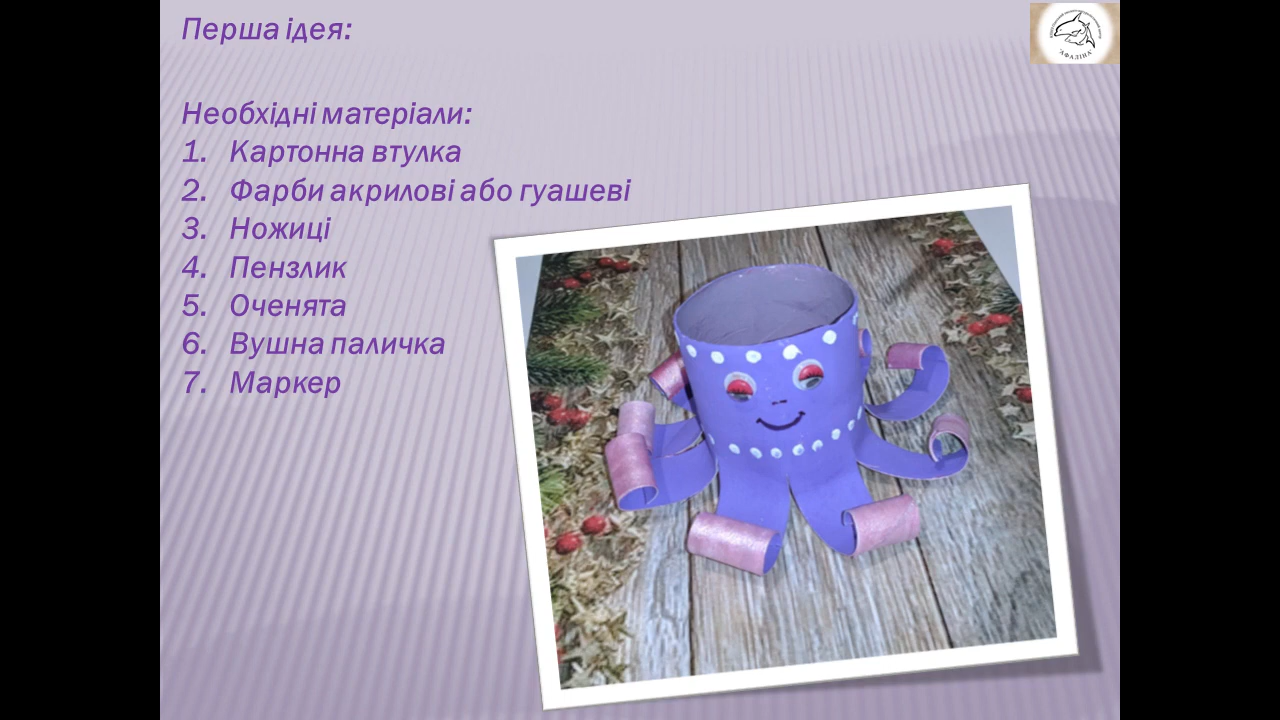 Перша ідея:
Необхідні матеріали:
1. Картонна втулка
2. Фарби акрилові або гуашеві
3. Ножиці
4. Пензлик
5. Оченята
6. Вушна паличка
7. Маркер
"АФАЛІНА"